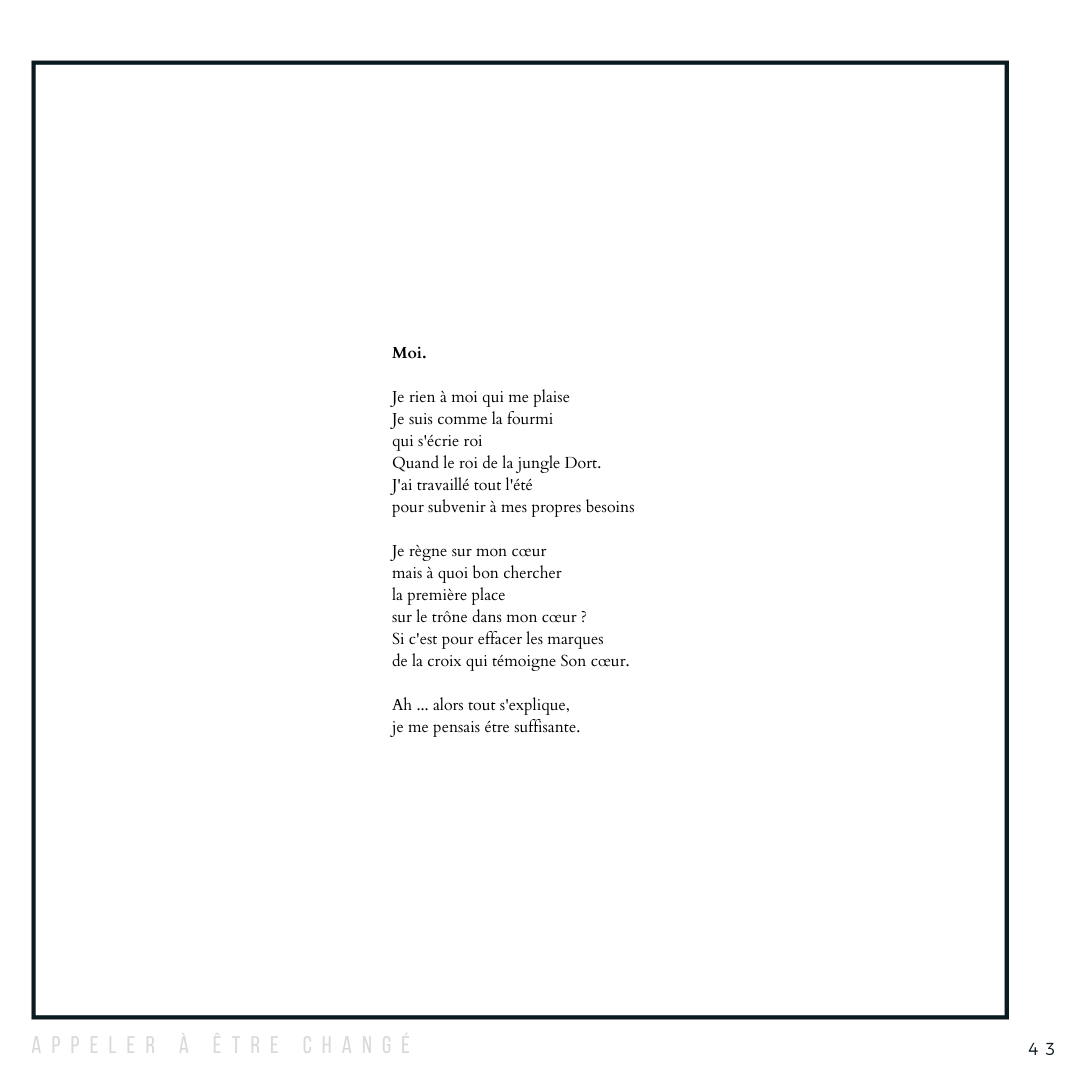 Moi.
Je rien à moi qui me plaise
Je suis comme la fourmi
qui s'écrie roi
Quand le roi de la jungle Dort.
J'ai travaillé tout l'été
pour subvenir à mes propres besoins
Je règne sur mon cœur
mais à quoi bon chercher
la première place
sur le trône dans mon cœur ?
Si c'est pour effacer les marques
de la croix qui témoigne Son cœur.
Ah ... alors tout s'explique,
je me pensais étre suffisante.
APPELER À ÊTRE CHANGÉ
43